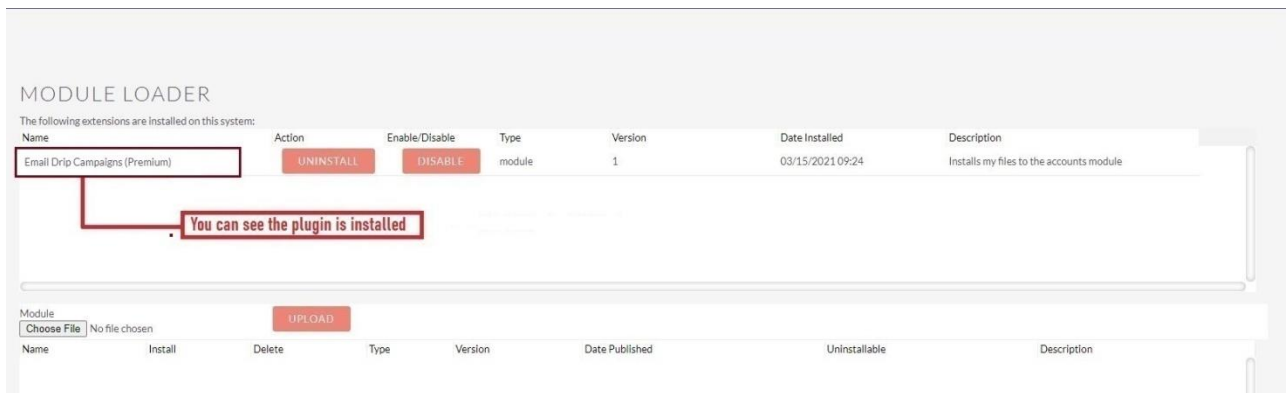 MODULE LOADER
The following extensions are installed on this system:
Name Action Enable/Disable Type Version Date Installed Description
Email Drip Campaigns (Premium) UNINSTALL DISABLE module 1 03/15/2021 09:24 Installs my files to the accounts module
You can see the plugin is installed
Module
Choose File No file chosen UPLOAD
Name Install Delete Type Version Date Published Uninstallable Description